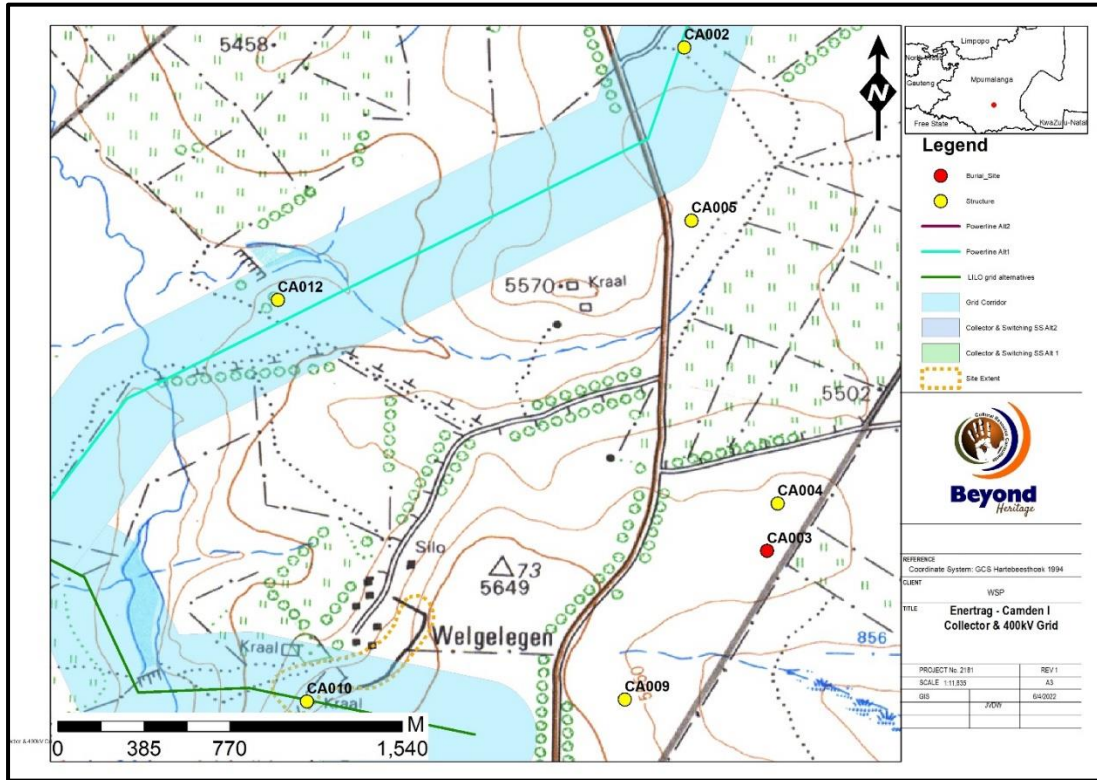 5458
CA002
CA005
5570
Kraal
CA012
5502
CA004
CA003
Silo
73
5649
Welgelegen
856
Kraal
CA010
Kraal
CA009
M
0 385 770 1,540
N
Limpopo
Mpumalanga
Gauteng
Free State
KwaZulu-Natal
Legend
Burial_Site
Structure
Powerline Alt2
Powerline Alt1
LILO grid alternatives
Grid Corridor
Collector & Switching SS Alt2
Collector & Switching SS Alt 1
Site Extent
Beyond
Heritage
REFERENCE
Coordinate System: GCS Hartebeesthoek 1994
CLIENT
WSP
TITLE
Enertrag - Camden I
Collector & 400kV Grid
PROJECT No. 2181
REV 1
SCALE 1:11,835
A3
GIS
JVDW
6/4/2022